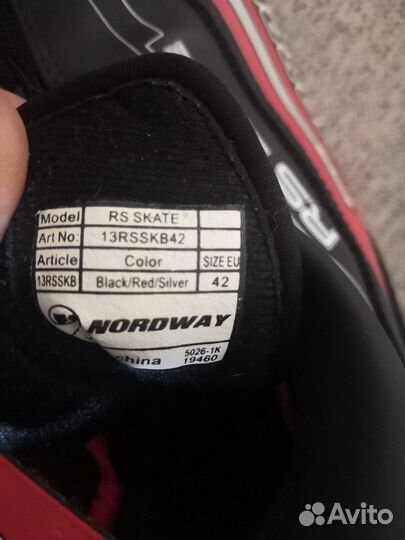 Model RS SKATE
Art No: 13RSSKB42
Article Color SIZE EU
13RSSKB Black/Red/Silver 42
NORDWAY
china 5026-1K
19460
RS
Avito